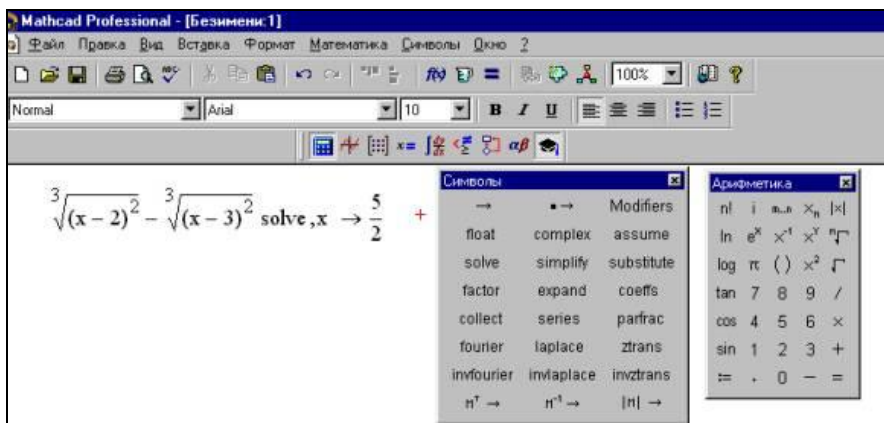 Mathcad Professional - [Безимени:1]
Файл Правка Вид Вставка Формат Математика Символы Окно ?
100%
Normal Arial 10 B I U
x= αβ
∛(x − 2)² − ∛(x − 3)² solve,x → 5/2
Символы
→ ▪→ Modifiers
float complex assume
solve simplify substitute
factor expand coeffs
collect series parfrac
fourier laplace ztrans
invfourier invlaplace invztrans
Арифметика
n! i m..n Xn |x|
ln eˣ x⁻¹ xʸ ⁿ√
log π ( ) x² √
tan 7 8 9 /
cos 4 5 6 ×
sin 1 2 3 +
:= . 0 − =